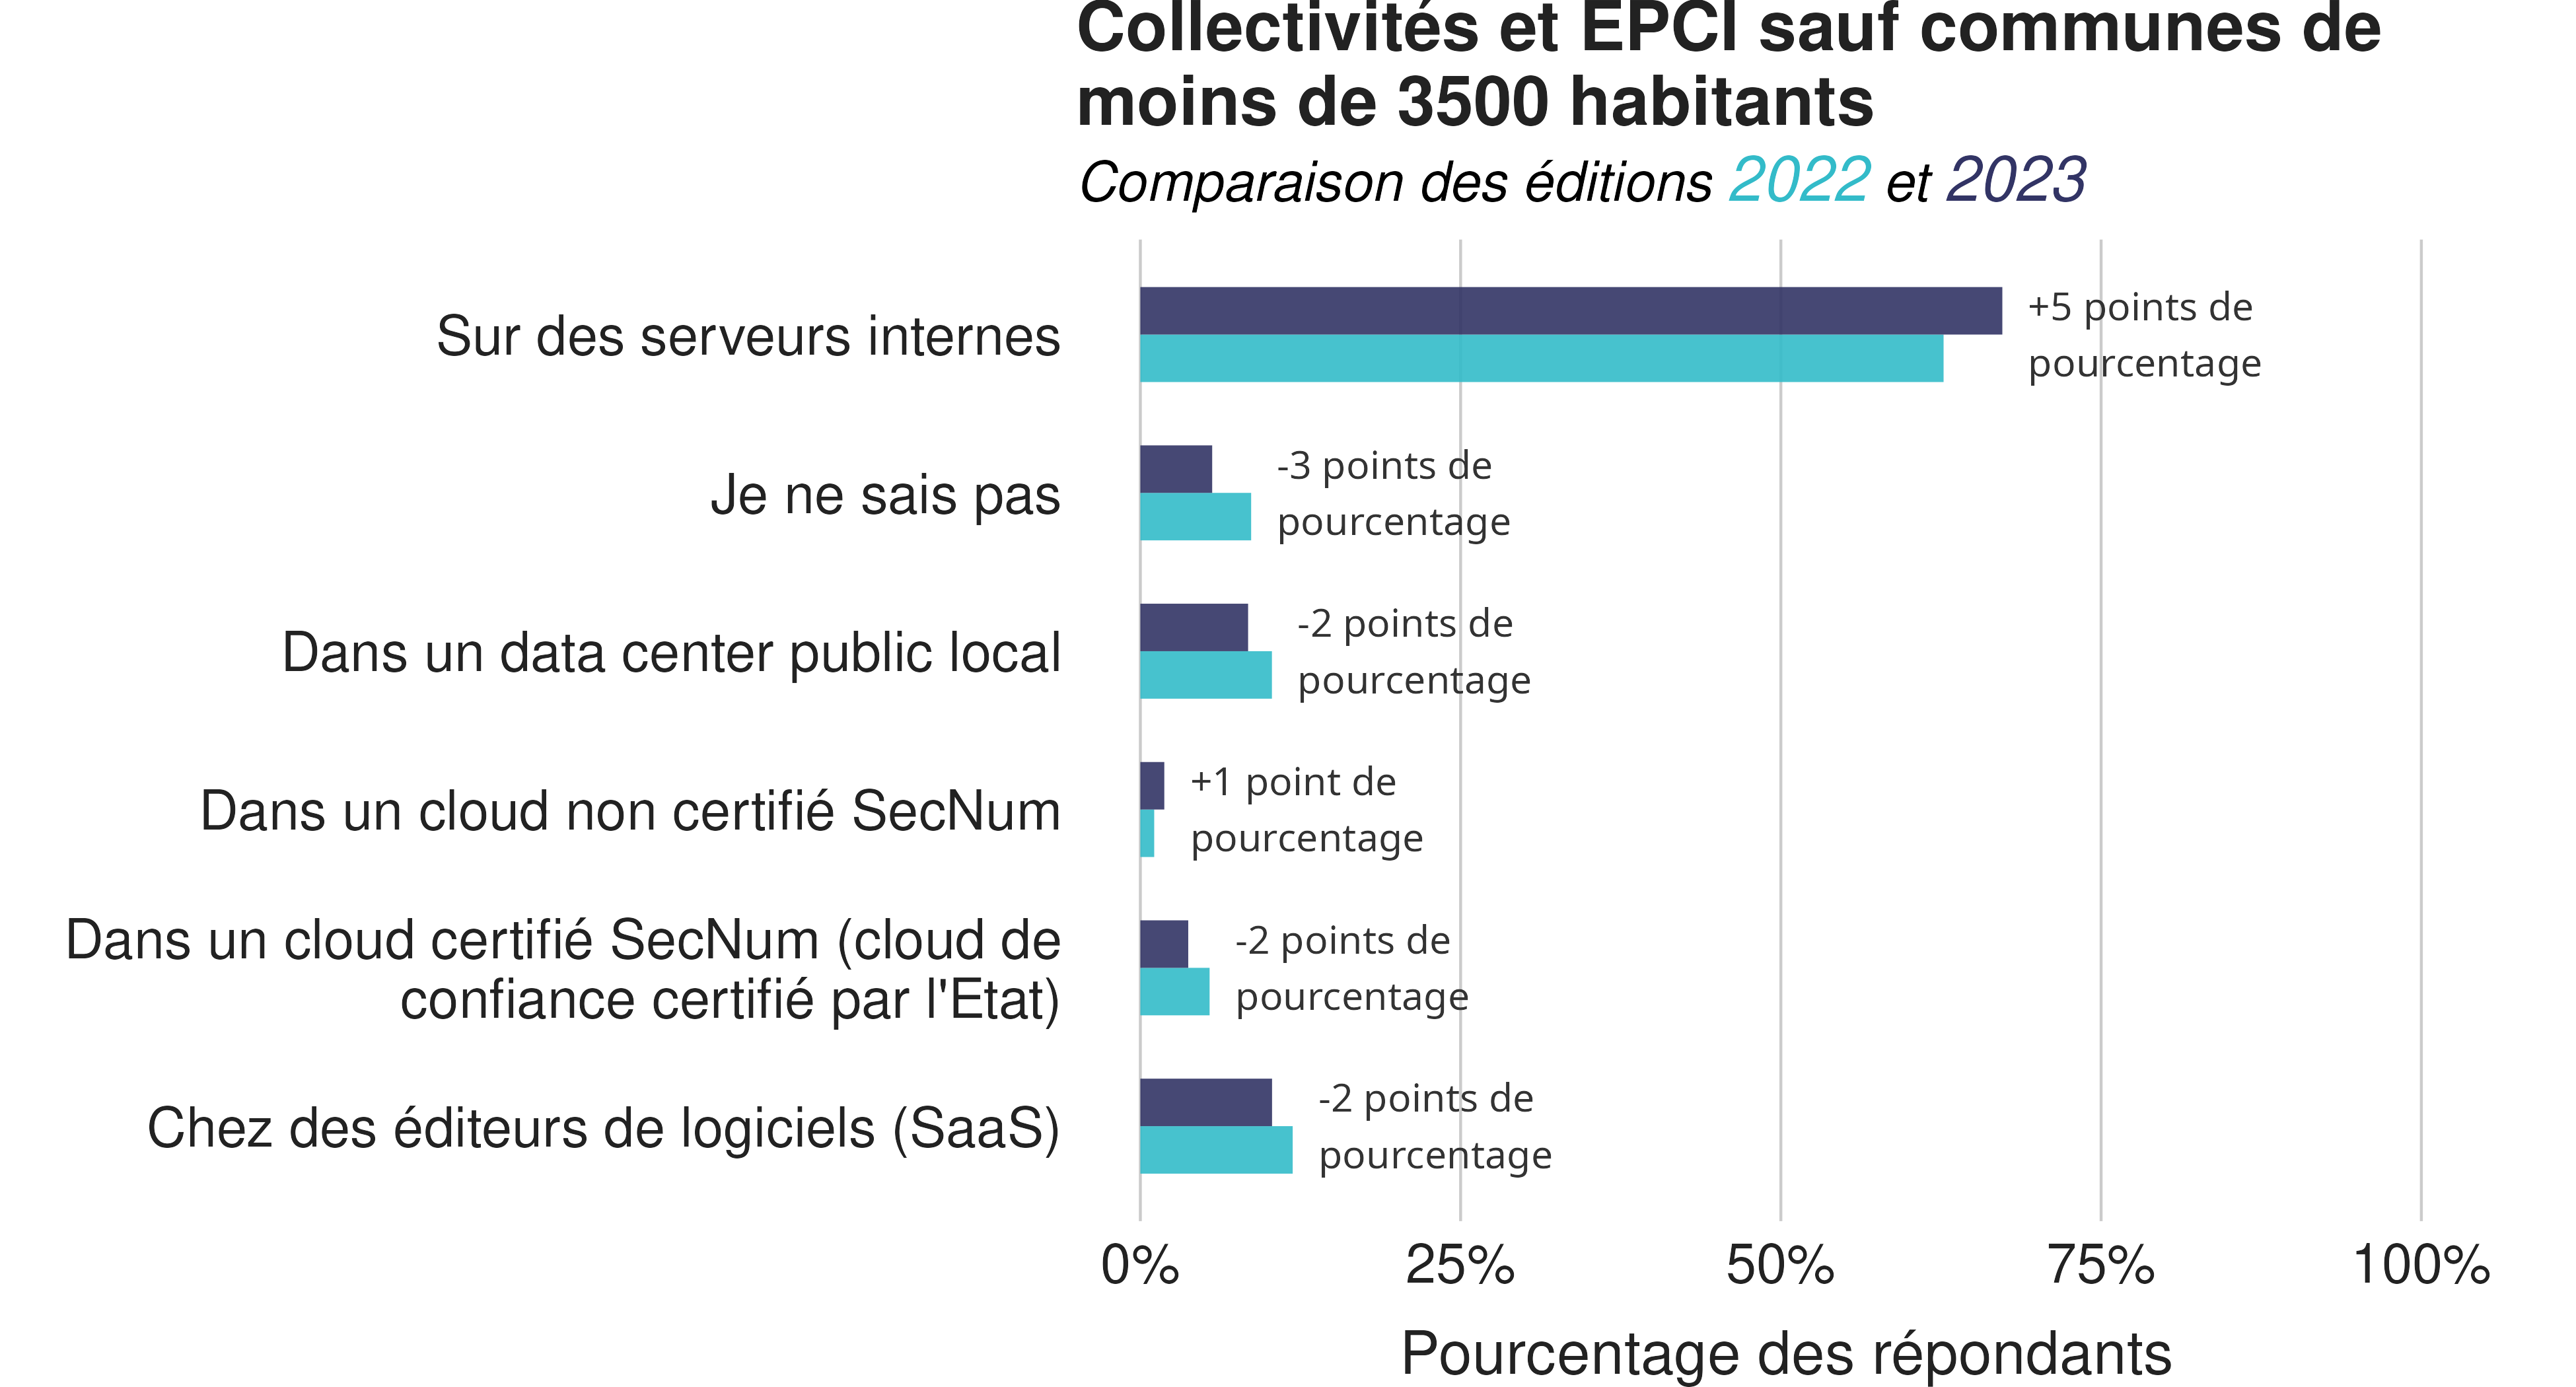 Collectivités et EPCI sauf communes de
moins de 3500 habitants
Comparaison des éditions 2022 et 2023
Sur des serveurs internes
+5 points de
pourcentage
Je ne sais pas
-3 points de
pourcentage
Dans un data center public local
-2 points de
pourcentage
Dans un cloud non certifié SecNum
+1 point de
pourcentage
Dans un cloud certifié SecNum (cloud de
confiance certifié par l'Etat)
-2 points de
pourcentage
Chez des éditeurs de logiciels (SaaS)
-2 points de
pourcentage
0% 25% 50% 75% 100%
Pourcentage des répondants